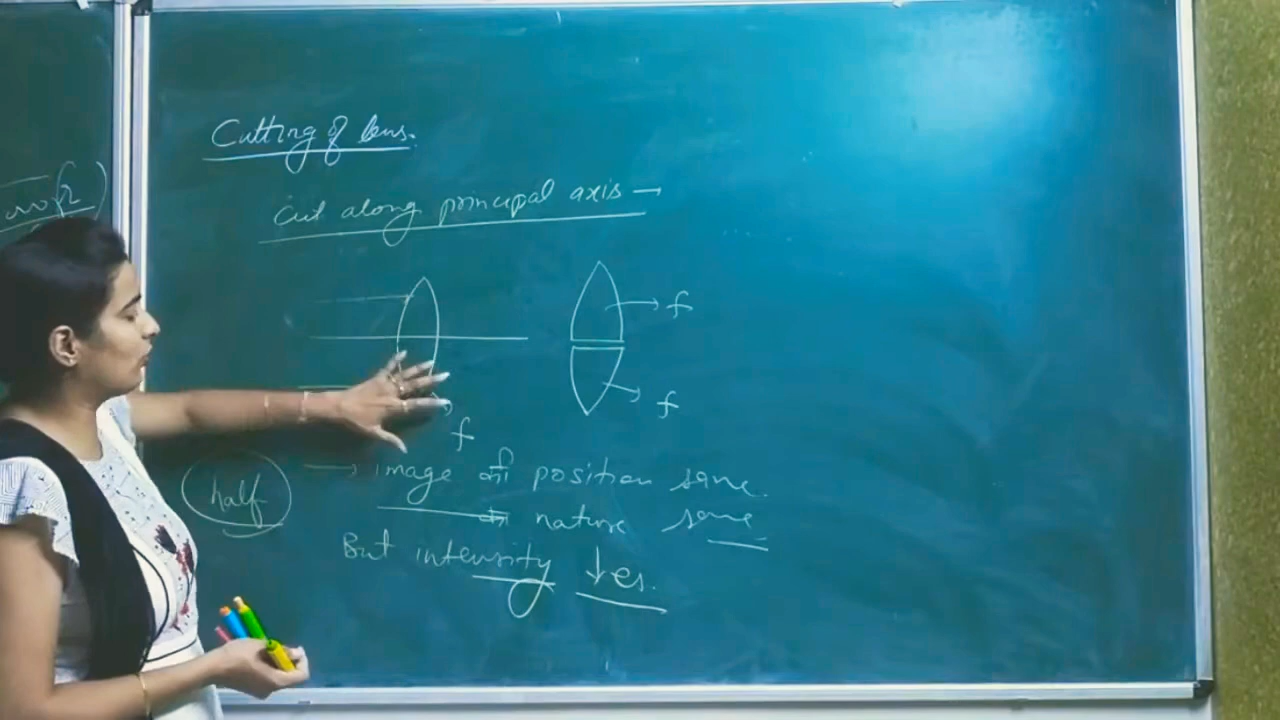 Cutting of lens.
cut along principal axis →
→ f
→ f
f
half
→ image की position same.
की nature same
But intensity ↓es.